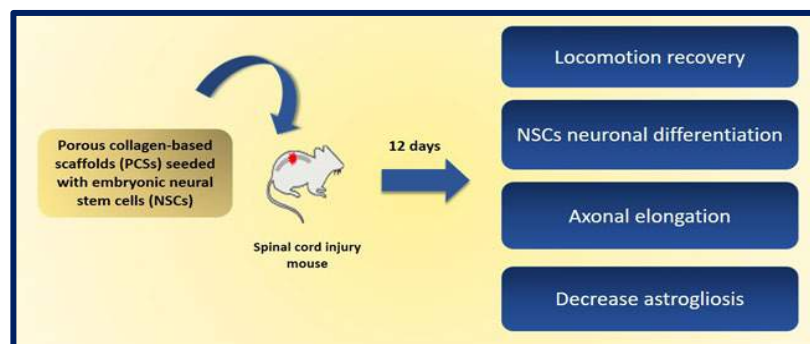 Porous collagen-based
scaffolds (PCSs) seeded
with embryonic neural
stem cells (NSCs)
Spinal cord injury
mouse
12 days
Locomotion recovery
NSCs neuronal differentiation
Axonal elongation
Decrease astrogliosis